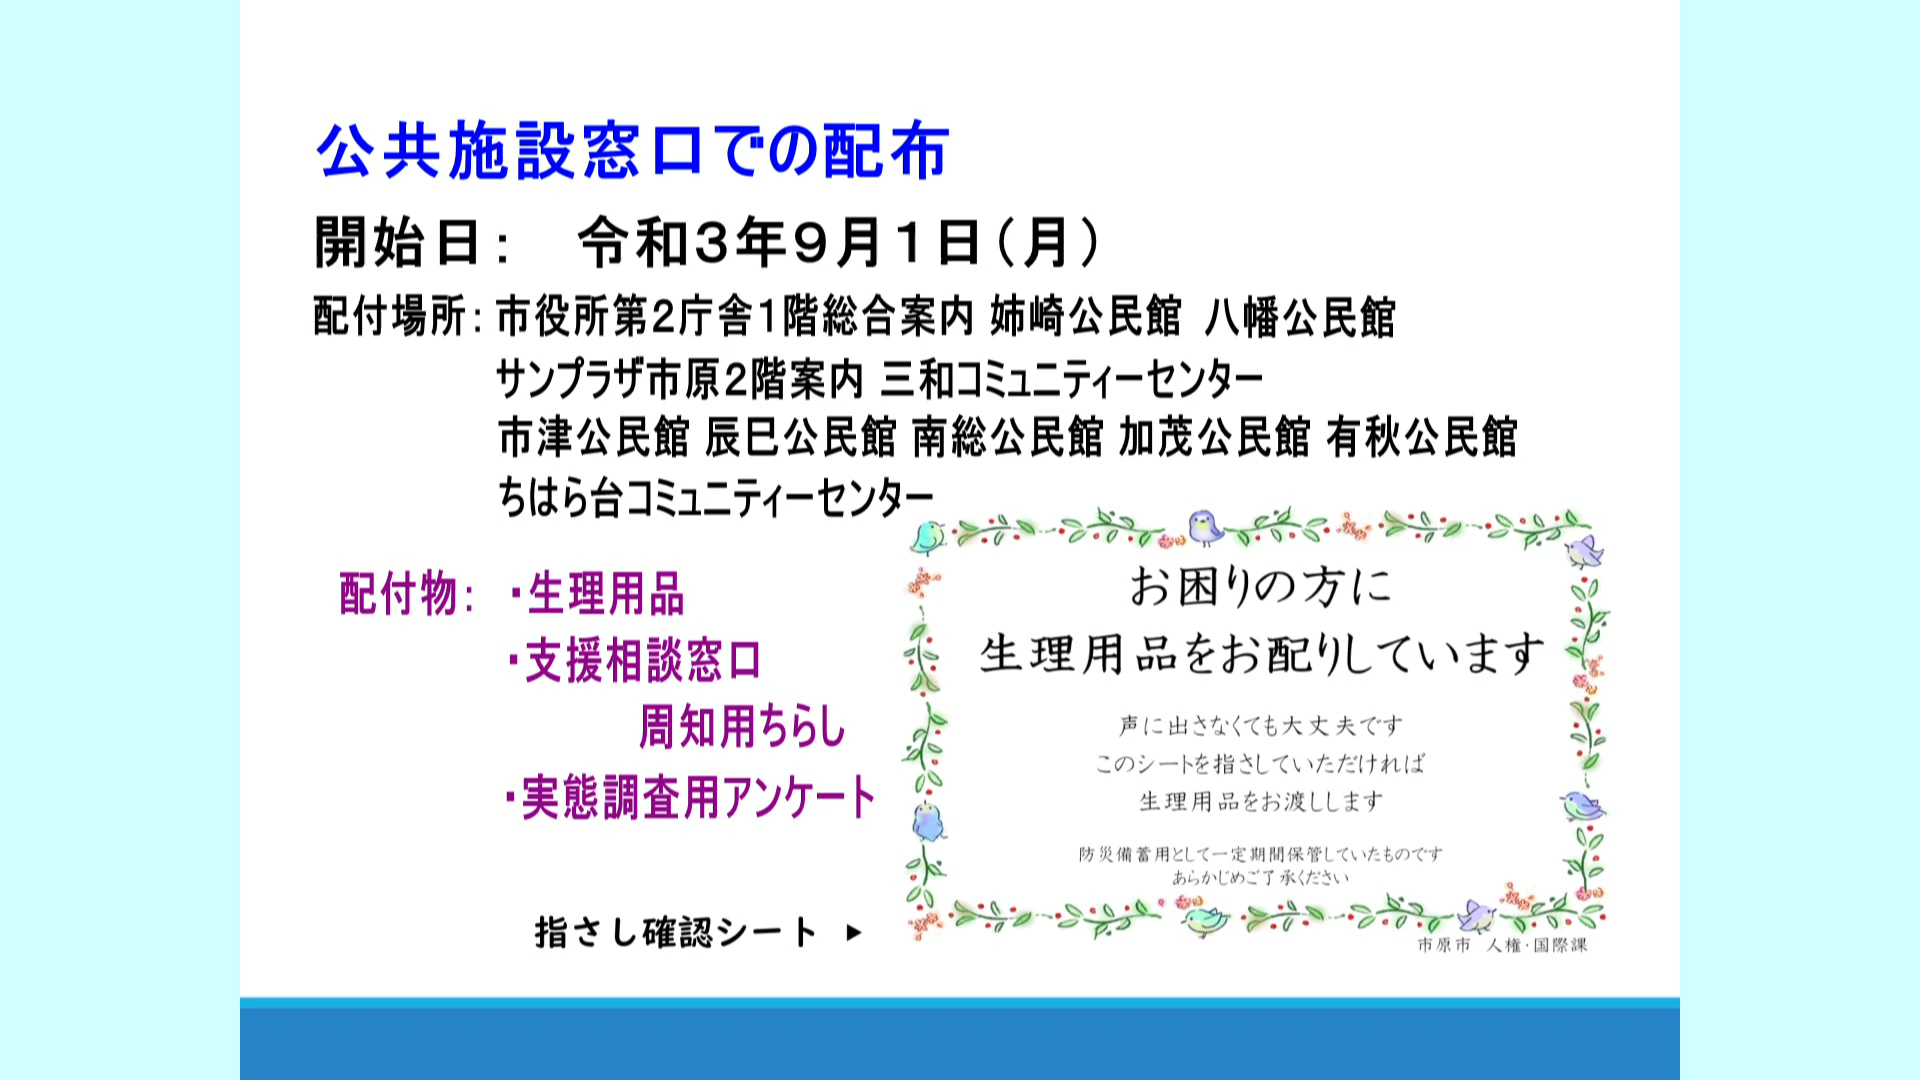 公共施設窓口での配布
開始日：　令和３年９月１日（月）
配付場所：市役所第２庁舎１階総合案内 姉崎公民館 八幡公民館
サンプラザ市原２階案内 三和コミュニティーセンター
市津公民館 辰巳公民館 南総公民館 加茂公民館 有秋公民館
ちはら台コミュニティーセンター
配付物：・生理用品
・支援相談窓口
周知用ちらし
・実態調査用アンケート
指さし確認シート ▶
お困りの方に
生理用品をお配りしています
声に出さなくても大丈夫です
このシートを指さしていただければ
生理用品をお渡しします
防災備蓄用として一定期間保管していたものです
あらかじめご了承ください
市原市　人権・国際課